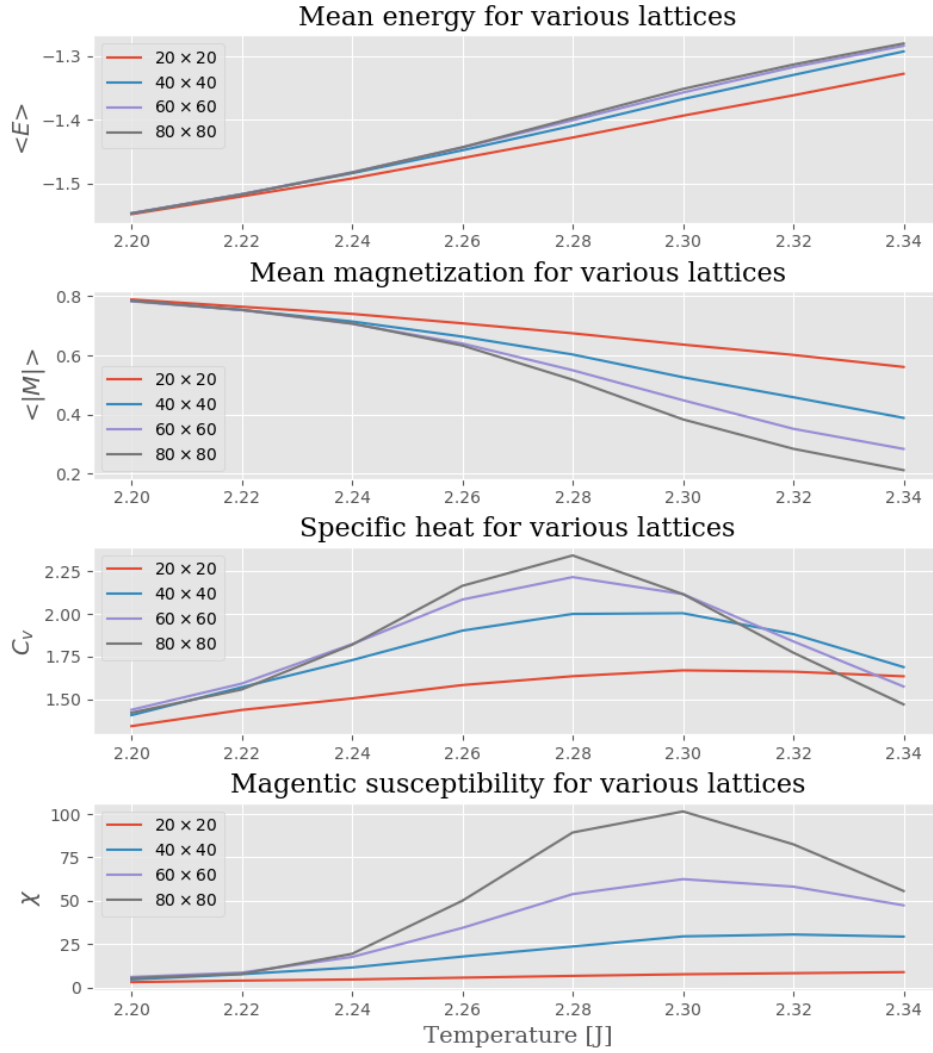 Mean energy for various lattices
<E>
−1.3
−1.4
−1.5
20 × 20
40 × 40
60 × 60
80 × 80
2.20 2.22 2.24 2.26 2.28 2.30 2.32 2.34
Mean magnetization for various lattices
<|M|>
0.8
0.6
0.4
0.2
20 × 20
40 × 40
60 × 60
80 × 80
2.20 2.22 2.24 2.26 2.28 2.30 2.32 2.34
Specific heat for various lattices
Cv
2.25
2.00
1.75
1.50
20 × 20
40 × 40
60 × 60
80 × 80
2.20 2.22 2.24 2.26 2.28 2.30 2.32 2.34
Magentic susceptibility for various lattices
χ
100
75
50
25
0
20 × 20
40 × 40
60 × 60
80 × 80
2.20 2.22 2.24 2.26 2.28 2.30 2.32 2.34
Temperature [J]